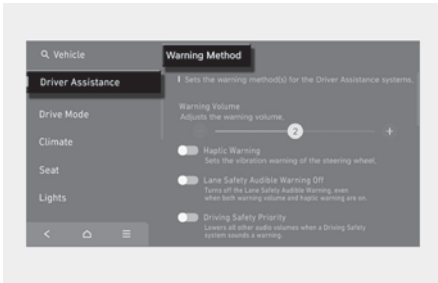 Vehicle
Warning Method
Driver Assistance
Sets the warning method(s) for the Driver Assistance systems.
Drive Mode
Warning Volume
Adjusts the warning volume.
2
Climate
Haptic Warning
Sets the vibration warning of the steering wheel.
Seat
Lane Safety Audible Warning Off
Turns off the Lane Safety Audible Warning, even
when both warning volume and haptic warning are on.
Lights
Driving Safety Priority
Lowers all other audio volumes when a Driving Safety
system sounds a warning.